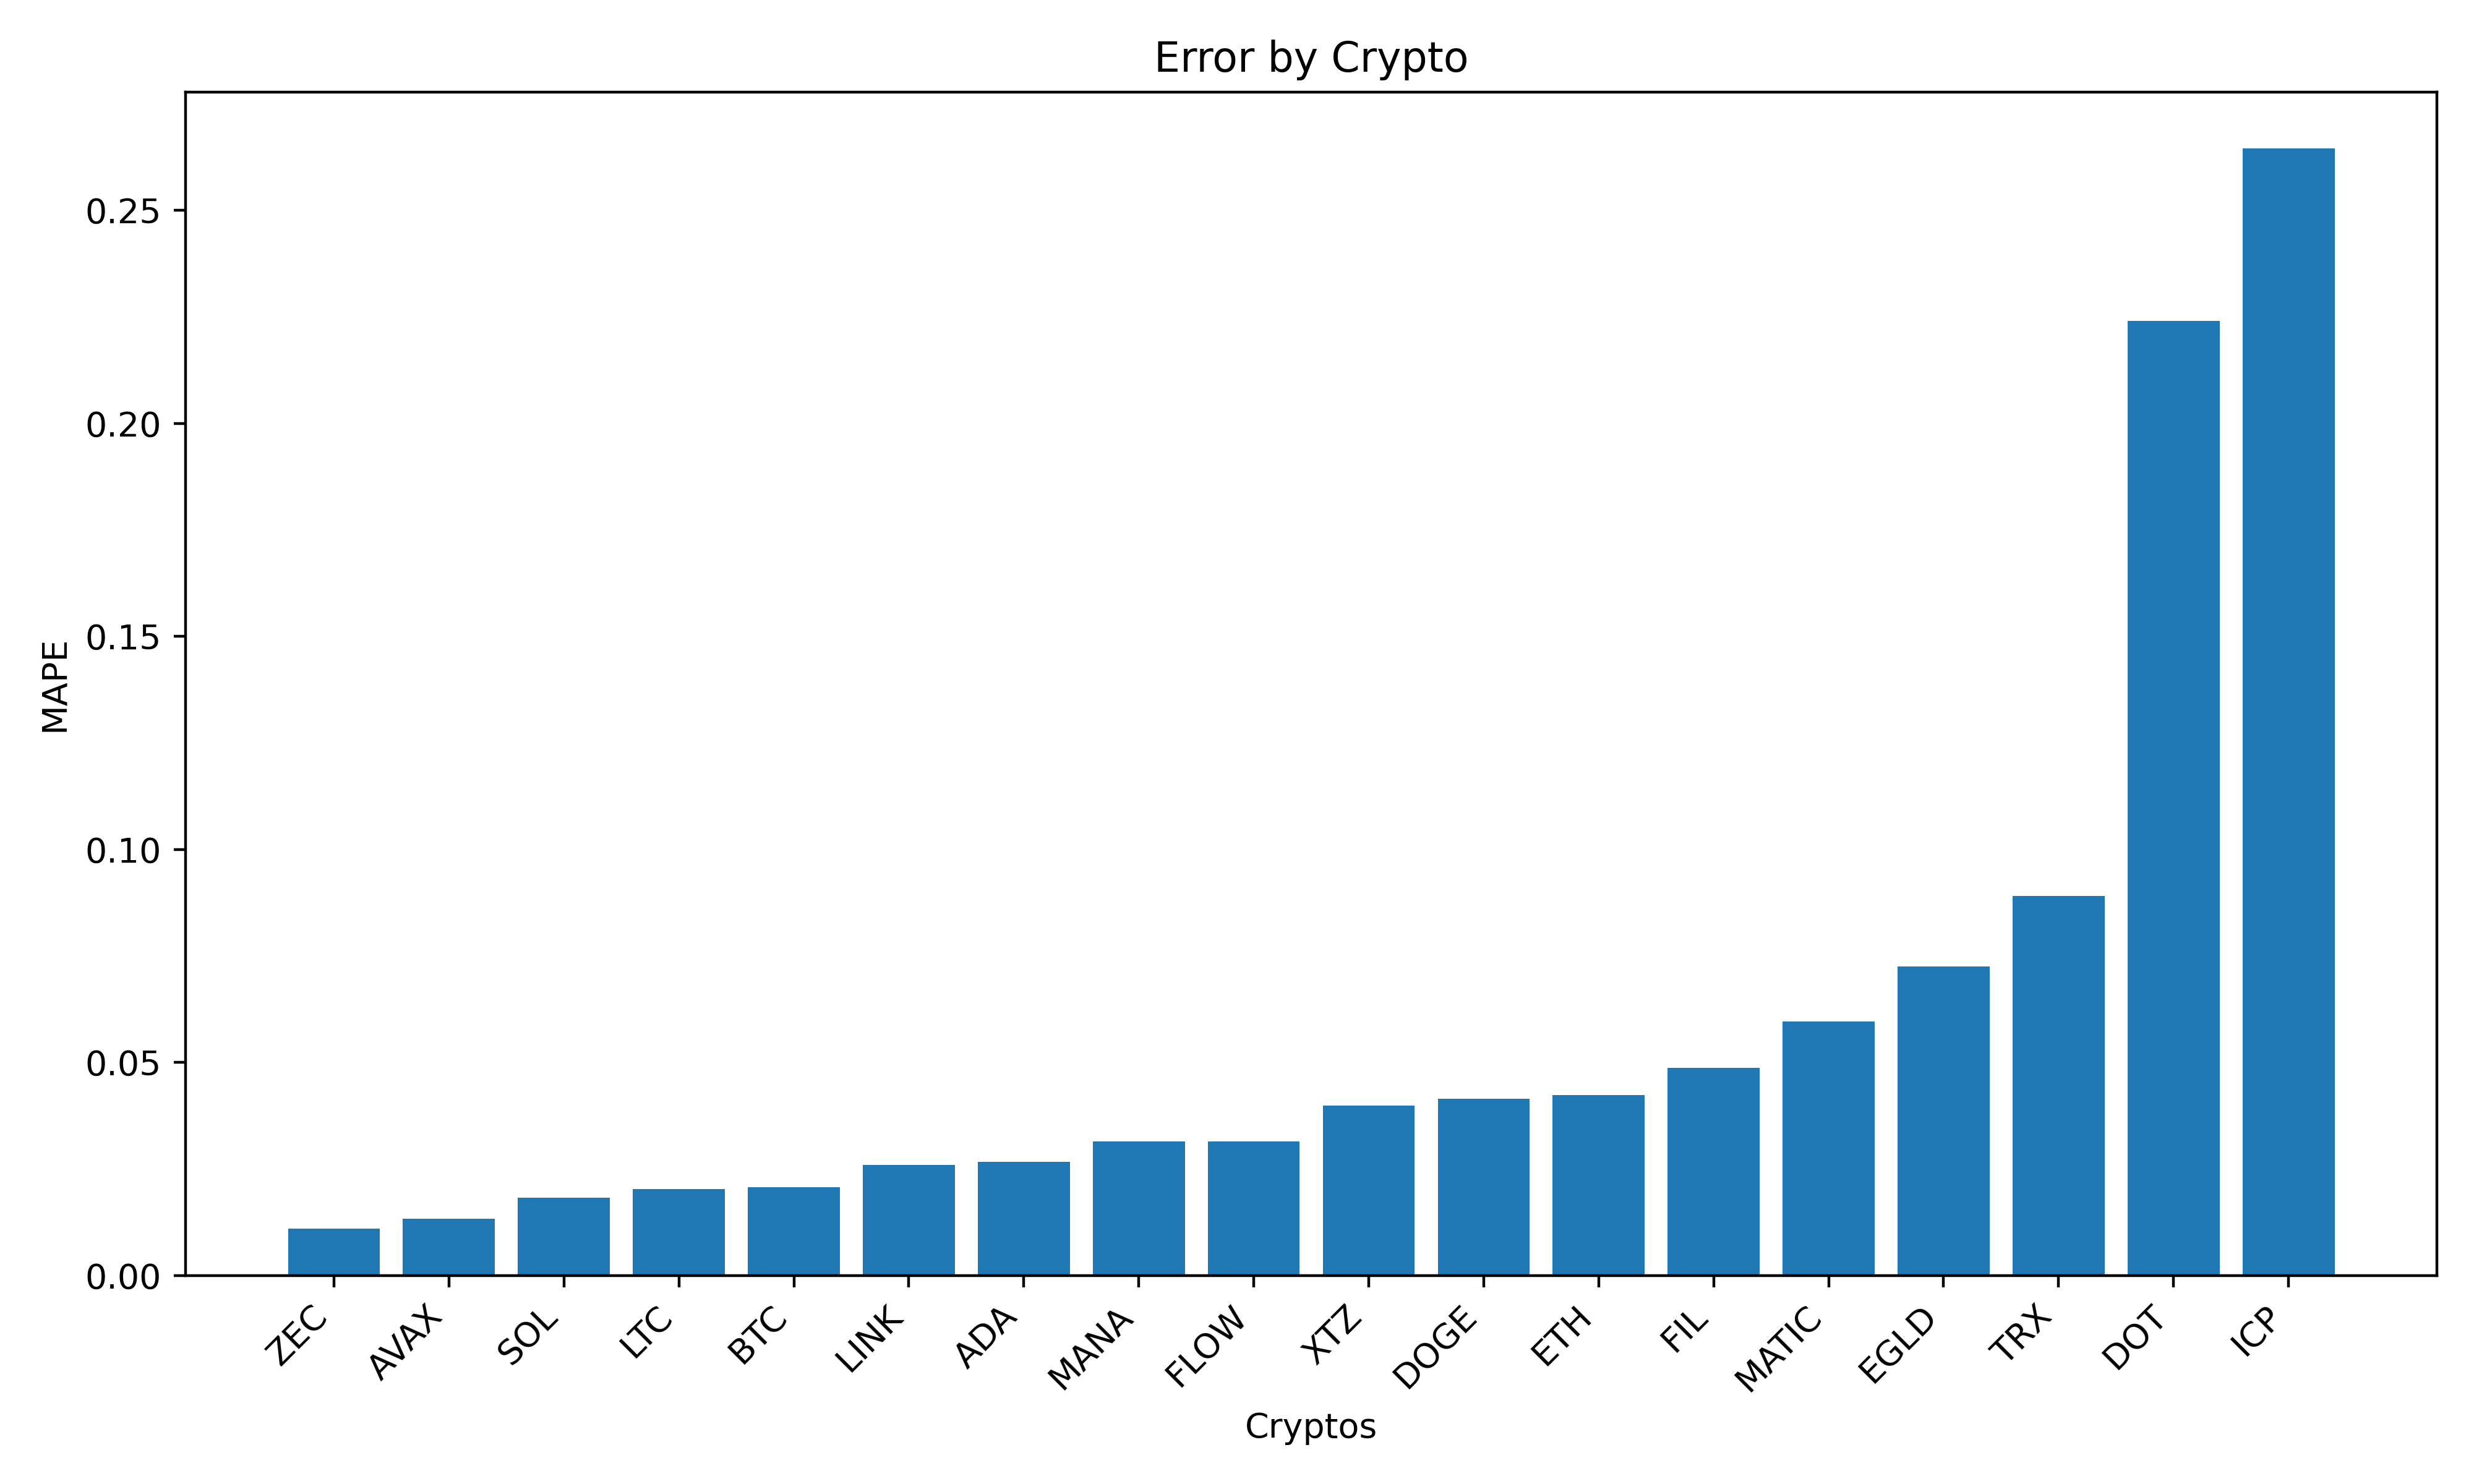 Error by Crypto
MAPE
0.25
0.20
0.15
0.10
0.05
0.00
ZEC
AVAX
SOL
LTC
BTC
LINK
ADA
MANA
FLOW
XTZ
DOGE
ETH
FIL
MATIC
EGLD
TRX
DOT
ICP
Cryptos